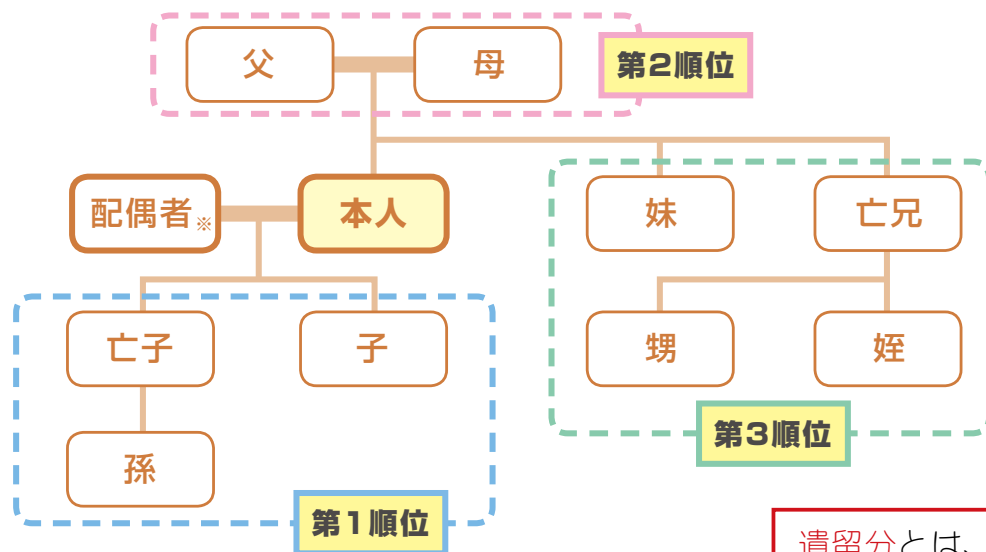 父
母
第2順位
配偶者※
本人
妹
亡兄
亡子
子
甥
姪
孫
第3順位
第1順位
遺留分とは、